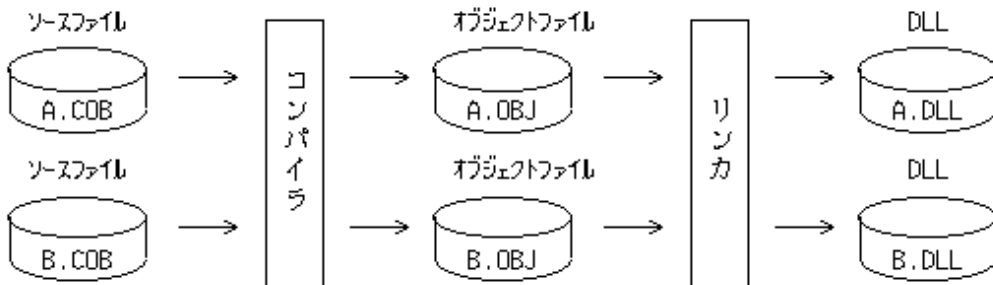 ソースファイル
オブジェクトファイル
DLL
A.COB
コンパイラ
A.OBJ
リンカ
A.DLL
ソースファイル
オブジェクトファイル
DLL
B.COB
B.OBJ
B.DLL